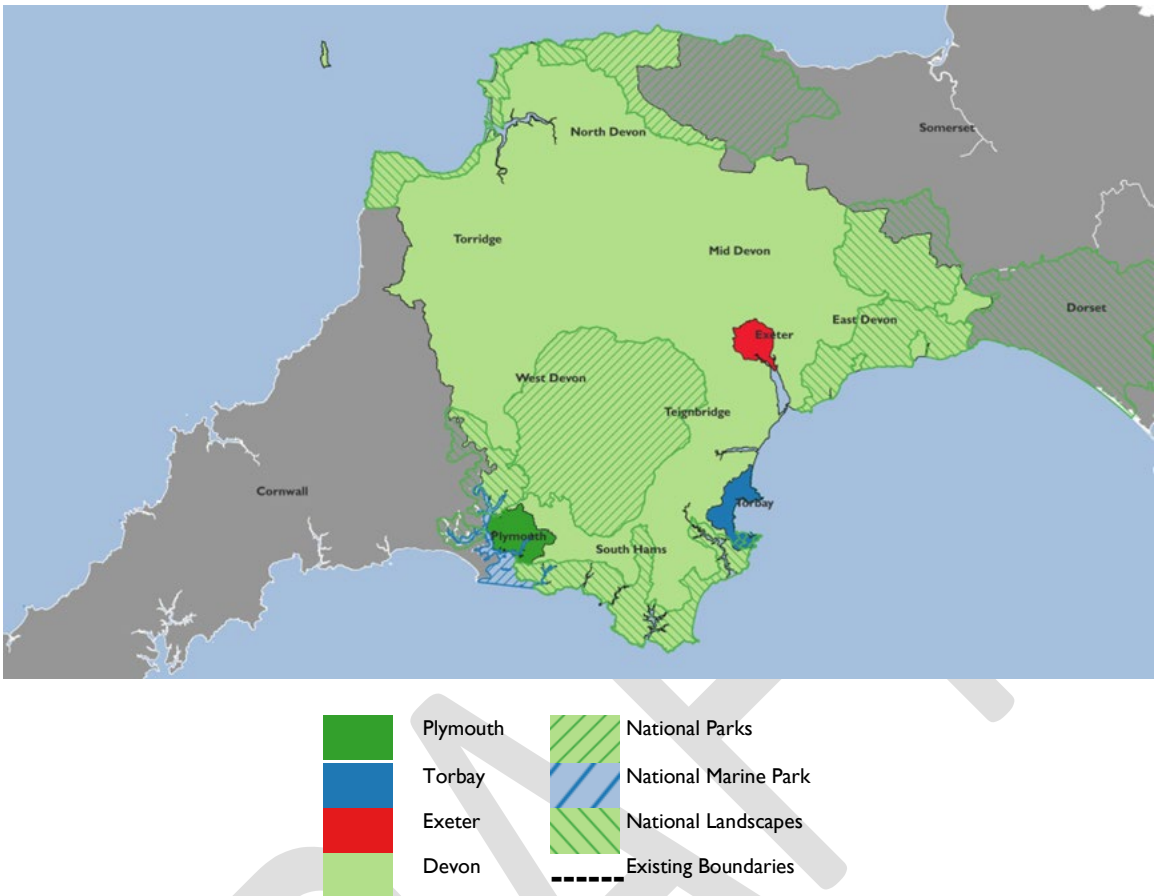 North Devon
Somerset
Torridge
Mid Devon
Dorset
East Devon
Exeter
West Devon
Teignbridge
Cornwall
Torbay
Plymouth
South Hams
Plymouth
National Parks
Torbay
National Marine Park
Exeter
National Landscapes
Devon
Existing Boundaries